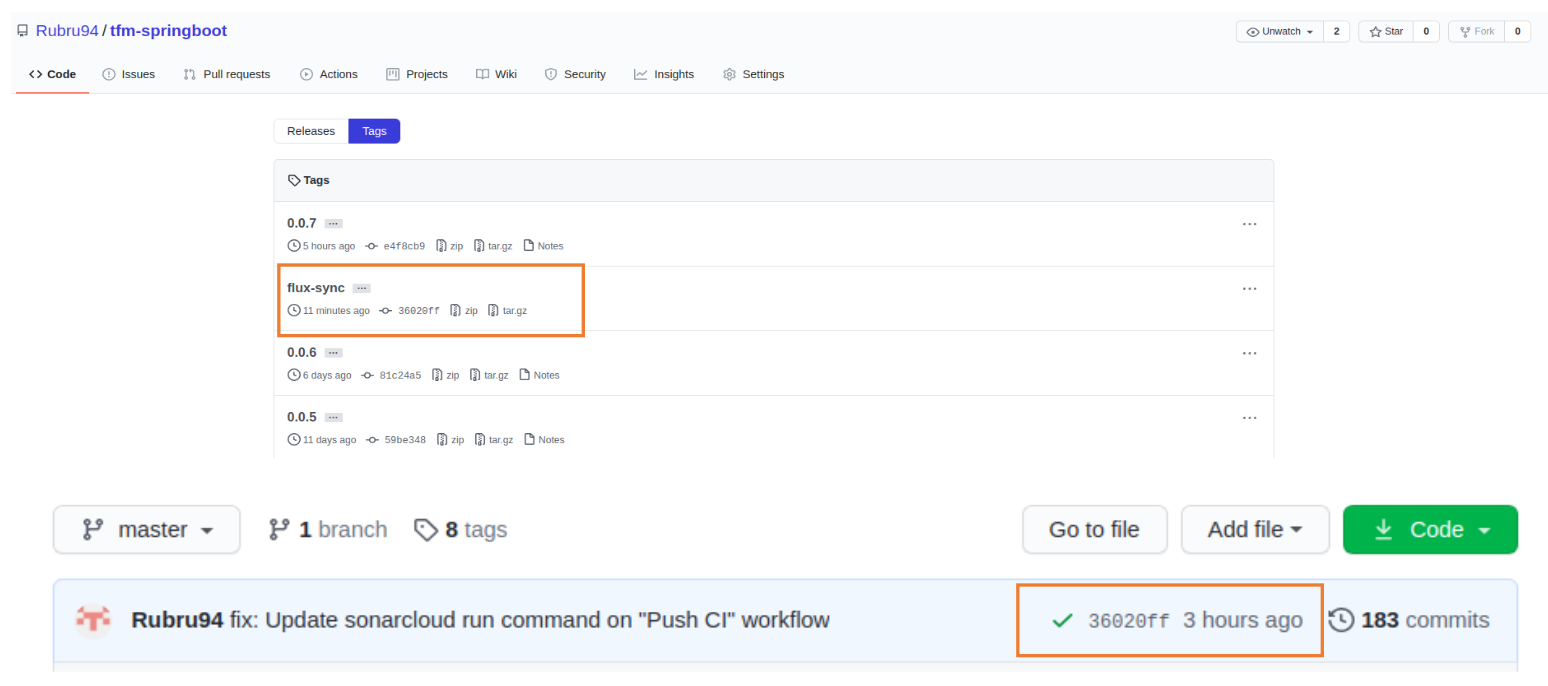 Rubru94 / tfm-springboot Unwatch 2 Star 0 Fork 0
Code Issues Pull requests Actions Projects Wiki Security Insights Settings
Releases Tags
Tags
0.0.7 ...
5 hours ago e4f8cb9 zip tar.gz Notes
flux-sync ...
11 minutes ago 36020ff zip tar.gz
0.0.6 ...
6 days ago 81c24a5 zip tar.gz Notes
0.0.5 ...
11 days ago 59be348 zip tar.gz Notes
master 1 branch 8 tags Go to file Add file Code
Rubru94 fix: Update sonarcloud run command on "Push CI" workflow 36020ff 3 hours ago 183 commits